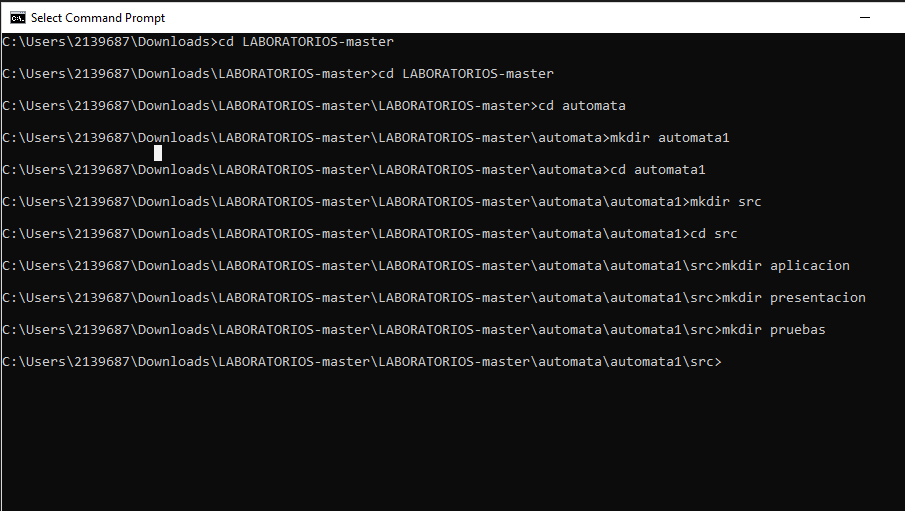 Select Command Prompt
C:\Users\2139687\Downloads>cd LABORATORIOS-master
C:\Users\2139687\Downloads\LABORATORIOS-master>cd LABORATORIOS-master
C:\Users\2139687\Downloads\LABORATORIOS-master\LABORATORIOS-master>cd automata
C:\Users\2139687\Downloads\LABORATORIOS-master\LABORATORIOS-master\automata>mkdir automata1
C:\Users\2139687\Downloads\LABORATORIOS-master\LABORATORIOS-master\automata>cd automata1
C:\Users\2139687\Downloads\LABORATORIOS-master\LABORATORIOS-master\automata\automata1>mkdir src
C:\Users\2139687\Downloads\LABORATORIOS-master\LABORATORIOS-master\automata\automata1>cd src
C:\Users\2139687\Downloads\LABORATORIOS-master\LABORATORIOS-master\automata\automata1\src>mkdir aplicacion
C:\Users\2139687\Downloads\LABORATORIOS-master\LABORATORIOS-master\automata\automata1\src>mkdir presentacion
C:\Users\2139687\Downloads\LABORATORIOS-master\LABORATORIOS-master\automata\automata1\src>mkdir pruebas
C:\Users\2139687\Downloads\LABORATORIOS-master\LABORATORIOS-master\automata\automata1\src>